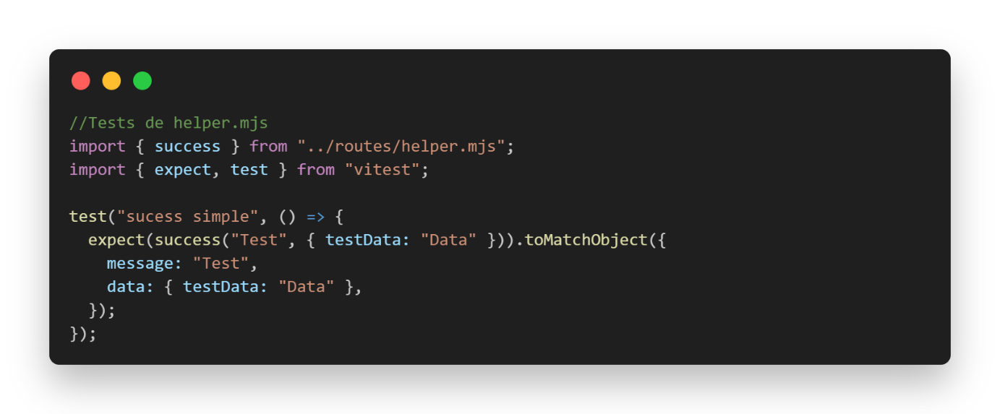 //Tests de helper.mjs
import { success } from "../routes/helper.mjs";
import { expect, test } from "vitest";

test("sucess simple", () => {
  expect(success("Test", { testData: "Data" })).toMatchObject({
    message: "Test",
    data: { testData: "Data" },
  });
});